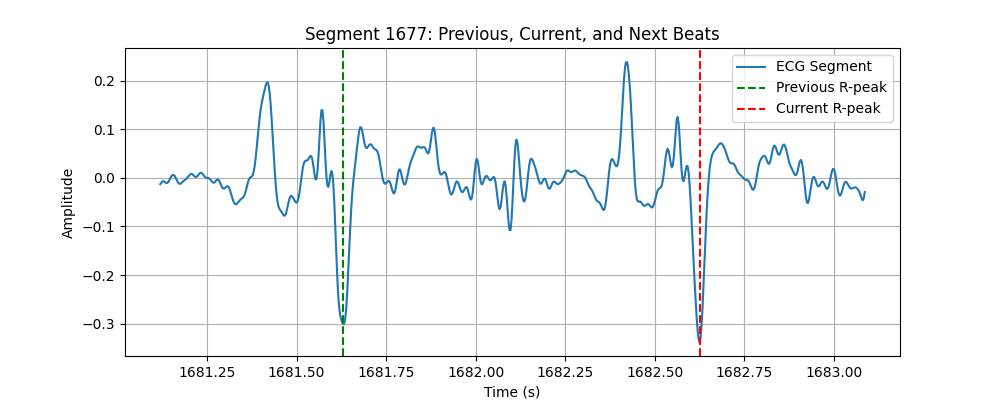 Segment 1677: Previous, Current, and Next Beats
ECG Segment
Previous R-peak
Current R-peak
Amplitude
0.2
0.1
0.0
−0.1
−0.2
−0.3
1681.25 1681.50 1681.75 1682.00 1682.25 1682.50 1682.75 1683.00
Time (s)